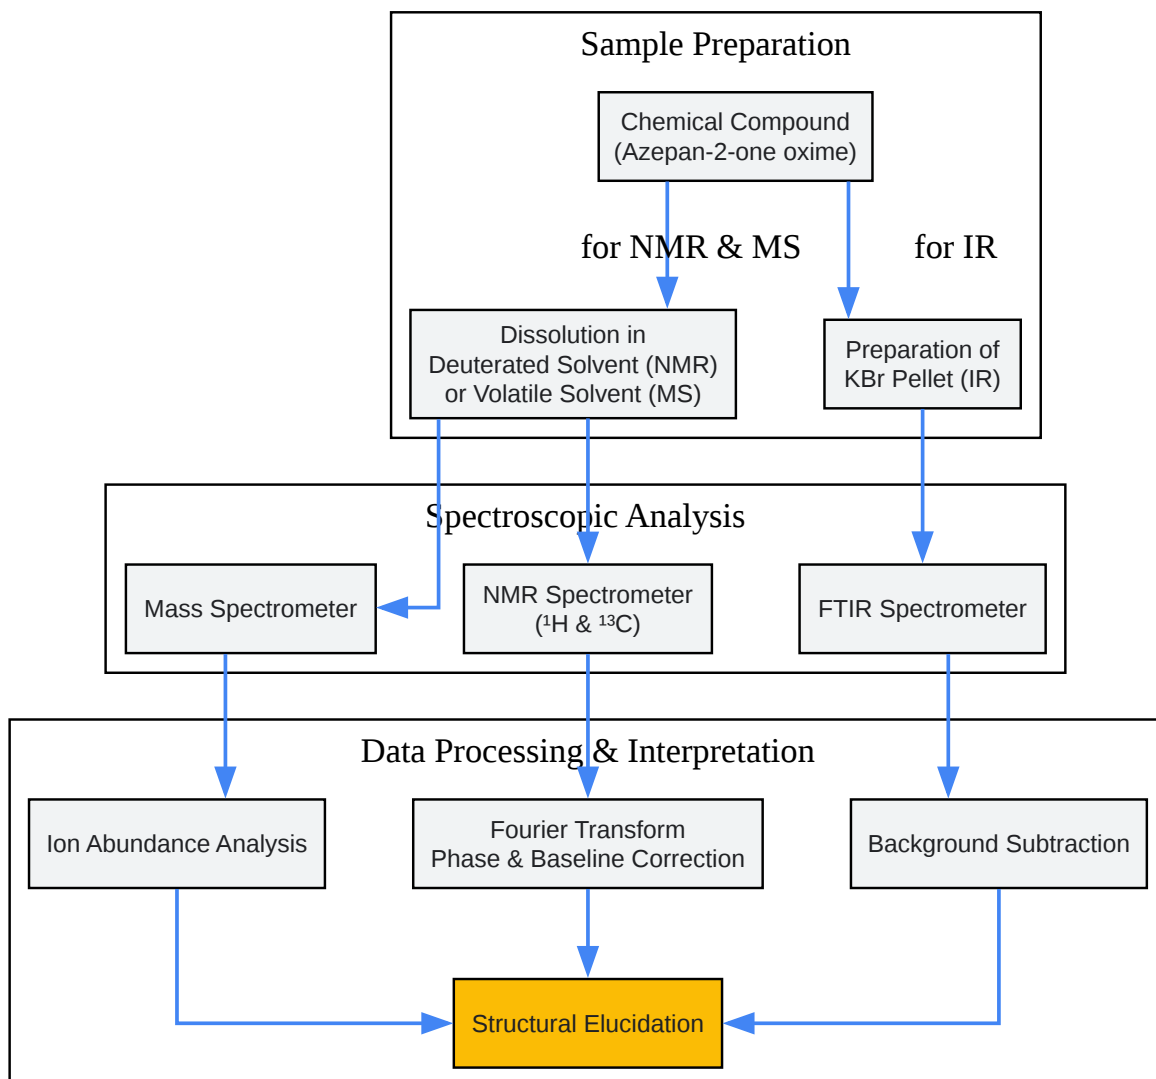 Sample Preparation
Chemical Compound
(Azepan-2-one oxime)
for NMR & MS
for IR
Dissolution in
Deuterated Solvent (NMR)
or Volatile Solvent (MS)
Preparation of
KBr Pellet (IR)
Spectroscopic Analysis
Mass Spectrometer
NMR Spectrometer
(¹H & ¹³C)
FTIR Spectrometer
Data Processing & Interpretation
Ion Abundance Analysis
Fourier Transform
Phase & Baseline Correction
Background Subtraction
Structural Elucidation